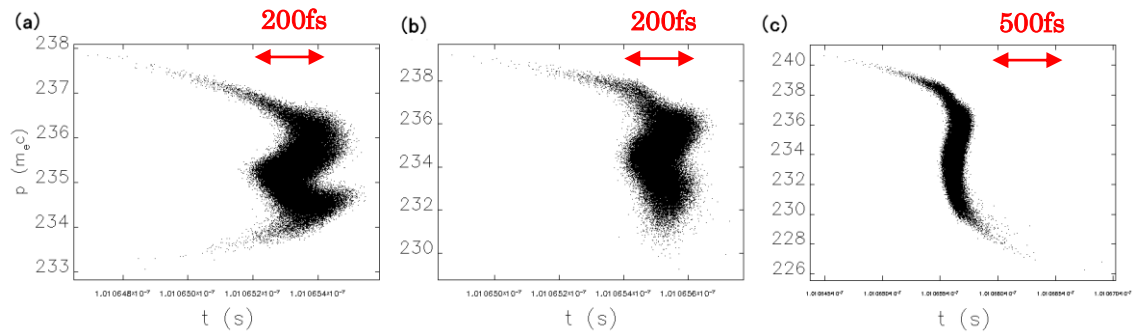 (a)
200fs
238
237
236
235
234
233
p (mₑc)
1.010648×10⁻⁷
1.010650×10⁻⁷
1.010652×10⁻⁷
1.010654×10⁻⁷
t (s)
(b)
200fs
238
236
234
232
230
1.010650×10⁻⁷
1.010652×10⁻⁷
1.010654×10⁻⁷
1.010656×10⁻⁷
t (s)
(c)
500fs
240
238
236
234
232
230
228
226
t (s)